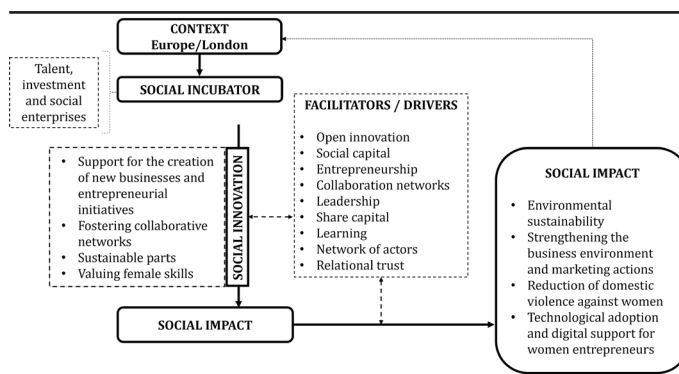 CONTEXT
Europe/London
Talent,
investment
and social
enterprises
SOCIAL INCUBATOR
FACILITATORS / DRIVERS
• Open innovation
• Social capital
• Entrepreneurship
• Collaboration networks
• Leadership
• Share capital
• Learning
• Network of actors
• Relational trust
• Support for the creation
of new businesses and
entrepreneurial
initiatives
• Fostering collaborative
networks
• Sustainable parts
• Valuing female skills
SOCIAL INNOVATION
SOCIAL IMPACT
SOCIAL IMPACT
• Environmental
sustainability
• Strengthening the
business environment
and marketing actions
• Reduction of domestic
violence against women
• Technological adoption
and digital support for
women entrepreneurs